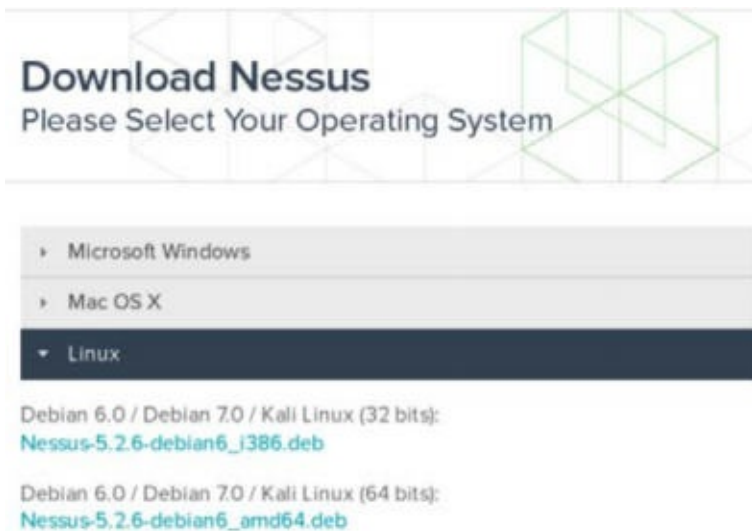 Download Nessus
Please Select Your Operating System
Microsoft Windows
Mac OS X
Linux
Debian 6.0 / Debian 7.0 / Kali Linux (32 bits):
Nessus-5.2.6-debian6_i386.deb
Debian 6.0 / Debian 7.0 / Kali Linux (64 bits):
Nessus-5.2.6-debian6_amd64.deb